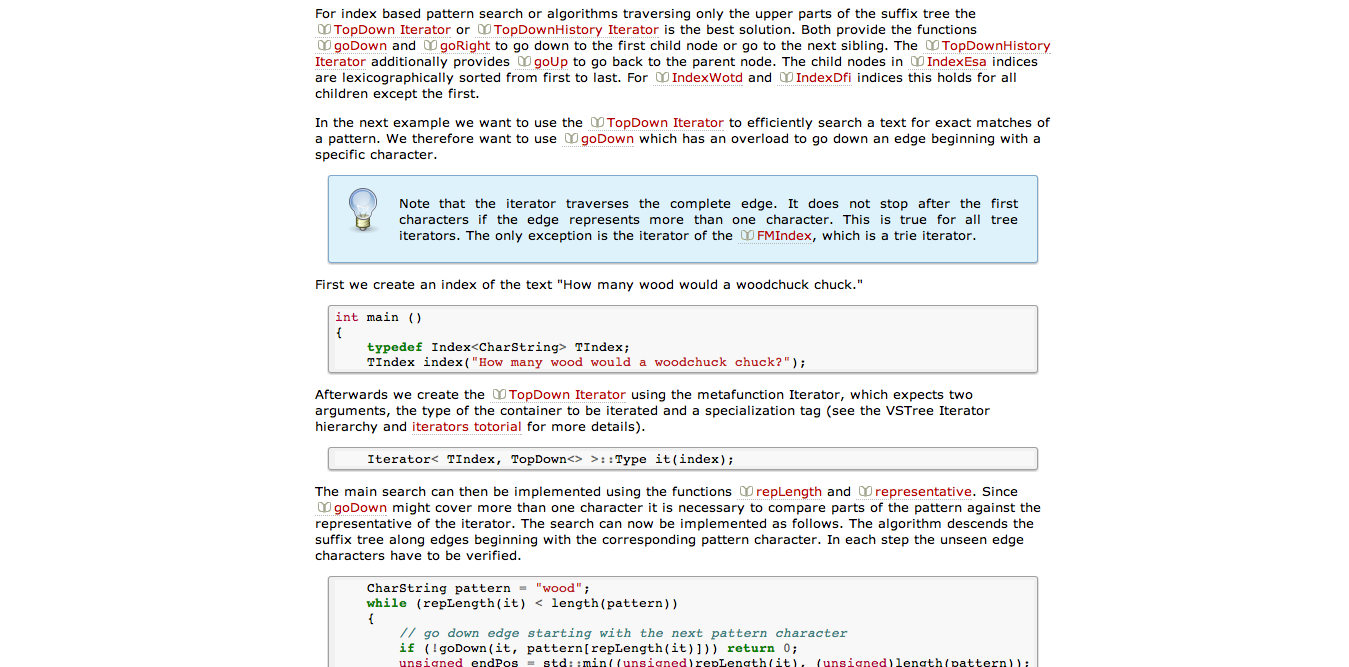 For index based pattern search or algorithms traversing only the upper parts of the suffix tree the
TopDown Iterator or TopDownHistory Iterator is the best solution. Both provide the functions
goDown and goRight to go down to the first child node or go to the next sibling. The TopDownHistory
Iterator additionally provides goUp to go back to the parent node. The child nodes in IndexEsa indices
are lexicographically sorted from first to last. For IndexWotd and IndexDfi indices this holds for all
children except the first.
In the next example we want to use the TopDown Iterator to efficiently search a text for exact matches of
a pattern. We therefore want to use goDown which has an overload to go down an edge beginning with a
specific character.
Note that the iterator traverses the complete edge. It does not stop after the first
characters if the edge represents more than one character. This is true for all tree
iterators. The only exception is the iterator of the FMIndex, which is a trie iterator.
First we create an index of the text "How many wood would a woodchuck chuck."
int main ()
{
    typedef Index<CharString> TIndex;
    TIndex index("How many wood would a woodchuck chuck?");
Afterwards we create the TopDown Iterator using the metafunction Iterator, which expects two
arguments, the type of the container to be iterated and a specialization tag (see the VSTree Iterator
hierarchy and iterators totorial for more details).
    Iterator< TIndex, TopDown<> >::Type it(index);
The main search can then be implemented using the functions repLength and representative. Since
goDown might cover more than one character it is necessary to compare parts of the pattern against the
representative of the iterator. The search can now be implemented as follows. The algorithm descends the
suffix tree along edges beginning with the corresponding pattern character. In each step the unseen edge
characters have to be verified.
    CharString pattern = "wood";
    while (repLength(it) < length(pattern))
    {
        // go down edge starting with the next pattern character
        if (!goDown(it, pattern[repLength(it)])) return 0;
        unsigned endPos = std::min((unsigned)repLength(it), (unsigned)length(pattern));